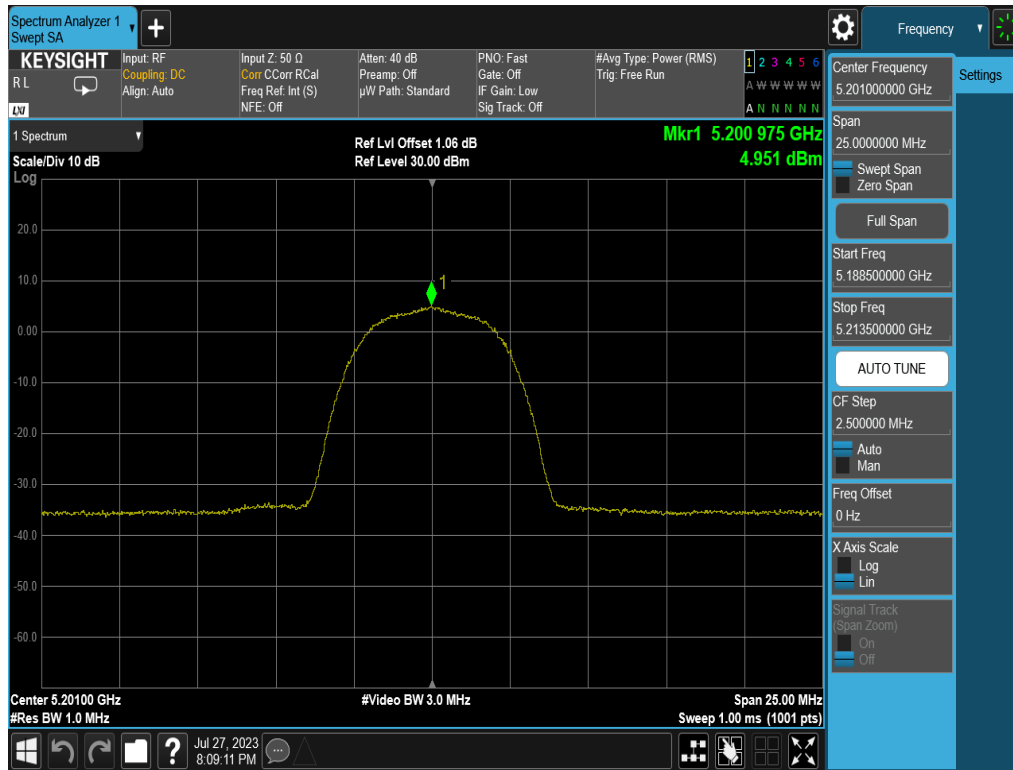 Spectrum Analyzer 1
Swept SA
+
Frequency
KEYSIGHT
R L
LXI
Input: RF
Coupling: DC
Align: Auto
Input Z: 50 Ω
Corr CCorr RCal
Freq Ref: Int (S)
NFE: Off
Atten: 40 dB
Preamp: Off
µW Path: Standard
PNO: Fast
Gate: Off
IF Gain: Low
Sig Track: Off
#Avg Type: Power (RMS)
Trig: Free Run
1 2 3 4 5 6
A W W W W W
A N N N N N
1 Spectrum
Scale/Div 10 dB
Log
Ref Lvl Offset 1.06 dB
Ref Level 30.00 dBm
Mkr1 5.200 975 GHz
4.951 dBm
20.0
10.0
0.00
-10.0
-20.0
-30.0
-40.0
-50.0
-60.0
1
Center 5.20100 GHz
#Res BW 1.0 MHz
#Video BW 3.0 MHz
Span 25.00 MHz
Sweep 1.00 ms (1001 pts)
Center Frequency
5.201000000 GHz
Settings
Span
25.0000000 MHz
Swept Span
Zero Span
Full Span
Start Freq
5.188500000 GHz
Stop Freq
5.213500000 GHz
AUTO TUNE
CF Step
2.500000 MHz
Auto
Man
Freq Offset
0 Hz
X Axis Scale
Log
Lin
Signal Track
(Span Zoom)
On
Off
?
Jul 27, 2023
8:09:11 PM